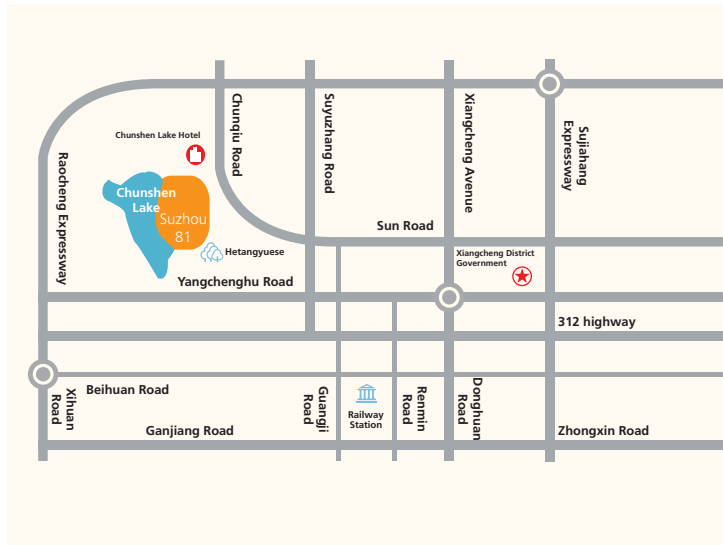 Chunqiu Road
Suyuzhang Road
Xiangcheng Avenue
Sujiahang
Expressway
Chunshen Lake Hotel
Raocheng Expressway
Chunshen
Lake
Suzhou
81
Sun Road
Hetangyuese
Xiangcheng District
Government
Yangchenghu Road
312 highway
Beihuan Road
Xihuan
Road
Guangji
Road
Railway
Station
Renmin
Road
Donghuan
Road
Ganjiang Road
Zhongxin Road